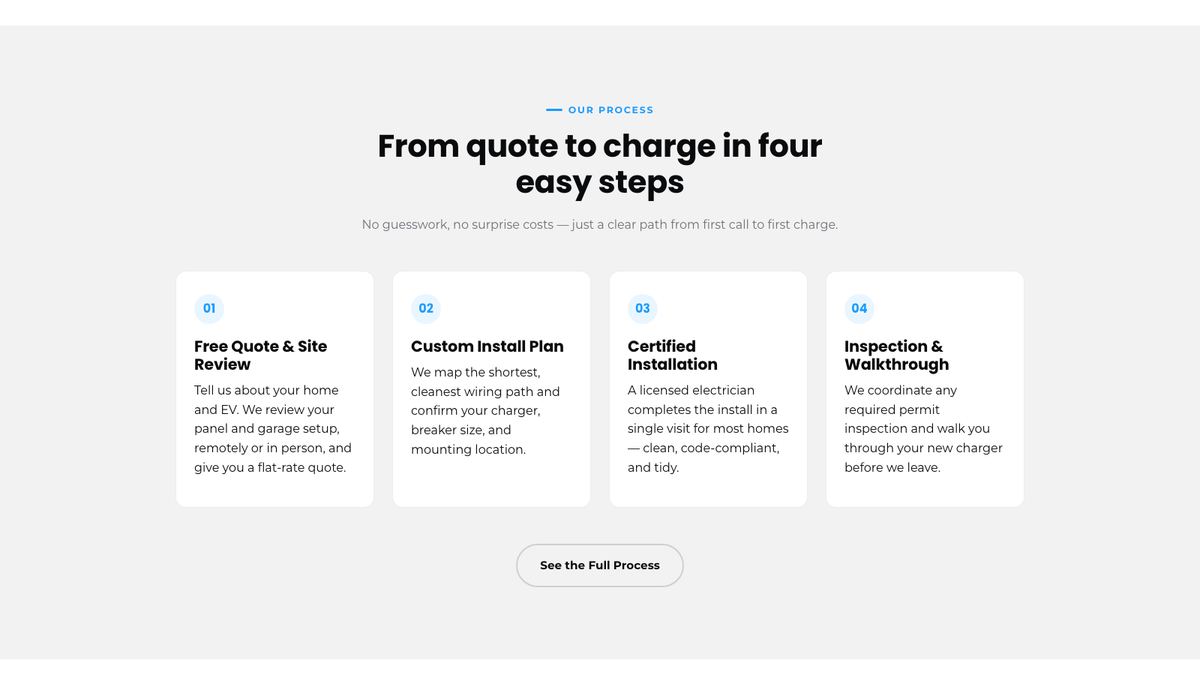 OUR PROCESS
From quote to charge in four
easy steps
No guesswork, no surprise costs — just a clear path from first call to first charge.
01
Free Quote & Site
Review
Tell us about your home
and EV. We review your
panel and garage setup,
remotely or in person, and
give you a flat-rate quote.
02
Custom Install Plan
We map the shortest,
cleanest wiring path and
confirm your charger,
breaker size, and
mounting location.
03
Certified
Installation
A licensed electrician
completes the install in a
single visit for most homes
— clean, code-compliant,
and tidy.
04
Inspection &
Walkthrough
We coordinate any
required permit
inspection and walk you
through your new charger
before we leave.
See the Full Process